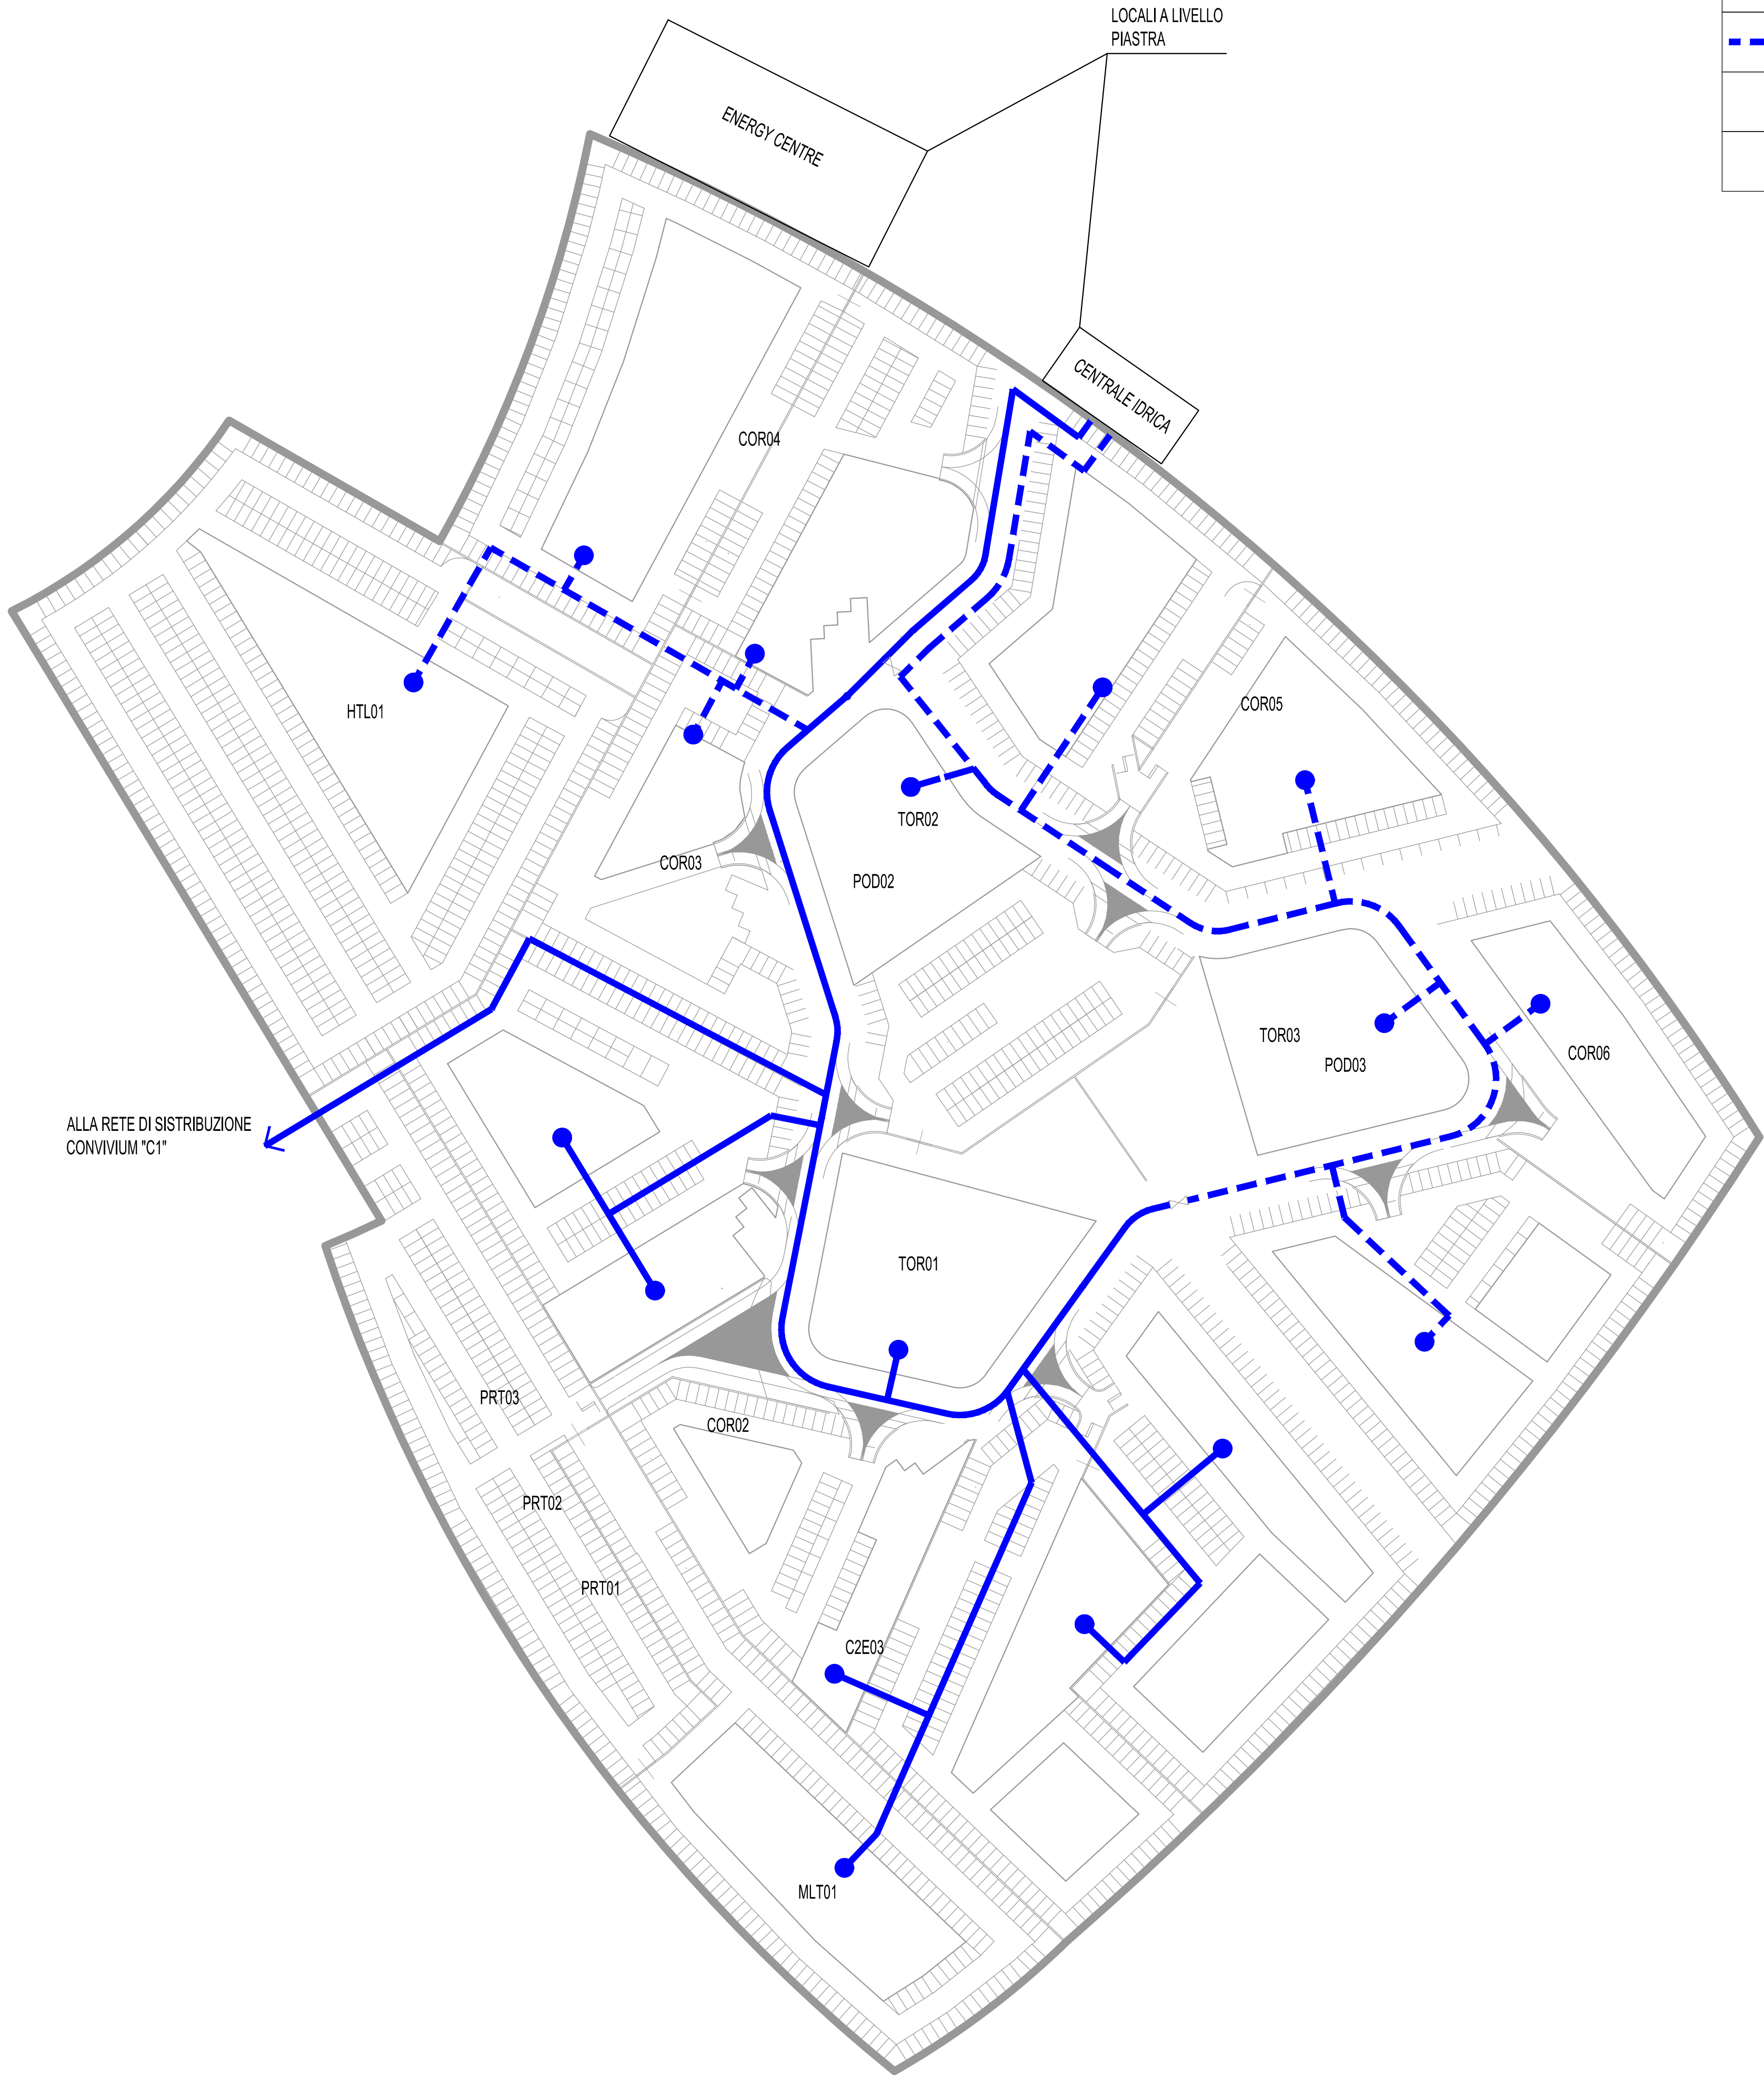 LOCALI A LIVELLO
PIASTRA
ENERGY CENTRE
CENTRALE IDRICA
COR04
HTL01
COR05
TOR02
COR03
POD02
TOR03
COR06
POD03
ALLA RETE DI SISTRIBUZIONE
CONVIVIUM "C1"
TOR01
PRT03
COR02
PRT02
PRT01
C2E03
MLT01